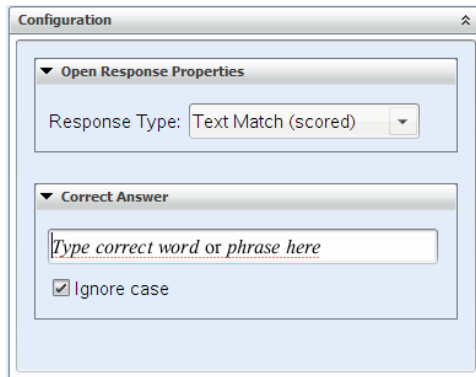 Configuration
Open Response Properties
Response Type: Text Match (scored)
Correct Answer
Type correct word or phrase here
Ignore case